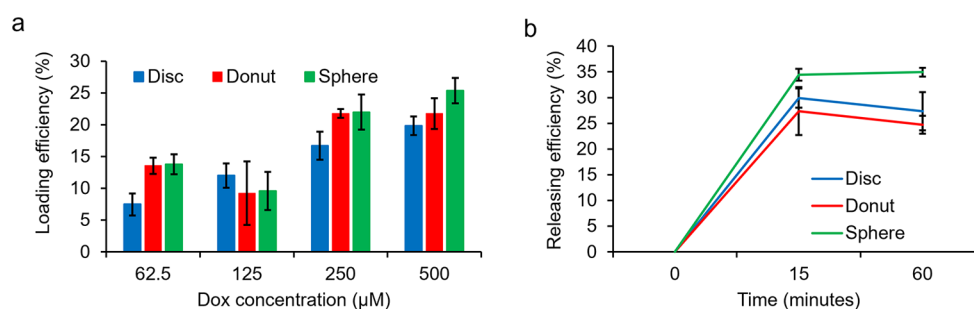 a
Loading efficiency (%)
30
25
20
15
10
5
0
Disc Donut Sphere
62.5 125 250 500
Dox concentration (µM)
b
Releasing efficiency (%)
40
35
30
25
20
15
10
5
0
Disc
Donut
Sphere
0 15 60
Time (minutes)